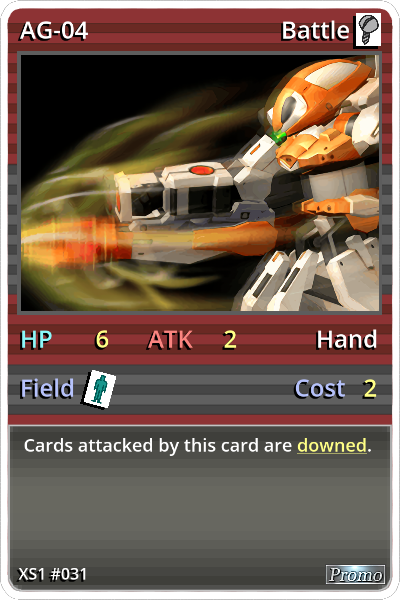 AG-04 Battle
HP 6 ATK 2 Hand
Field Cost 2
Cards attacked by this card are downed.
XS1 #031 Promo